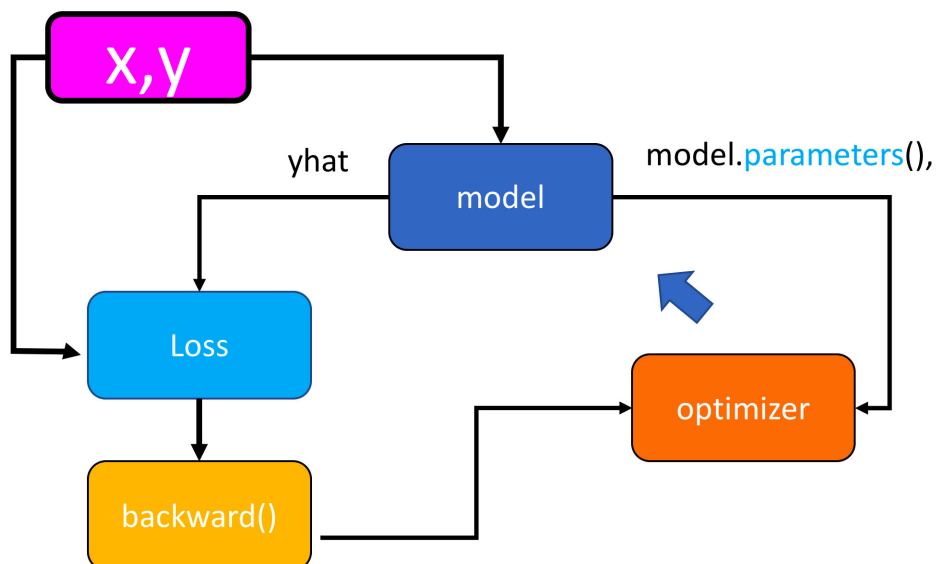 x,y
yhat
model.parameters(),
model
Loss
optimizer
backward()